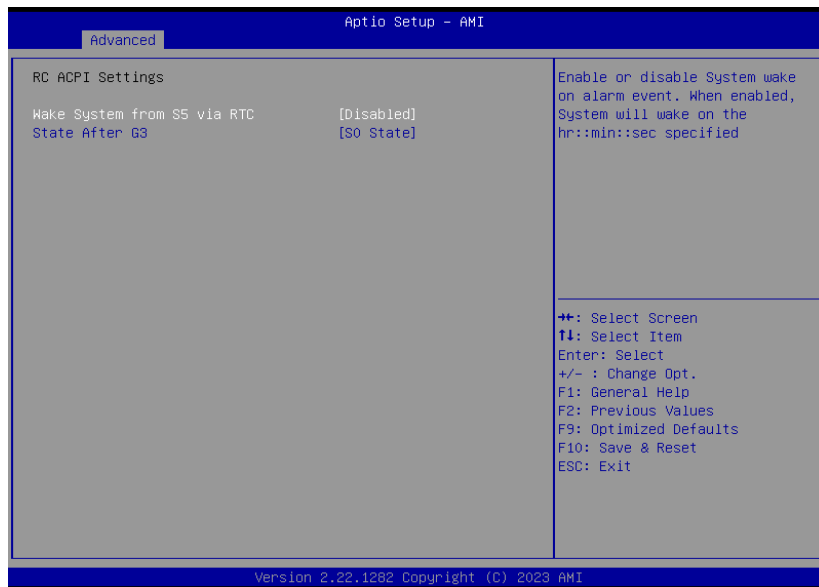 Aptio Setup – AMI
Advanced
RC ACPI Settings
Wake System from S5 via RTC [Disabled]
State After G3 [S0 State]
Enable or disable System wake
on alarm event. When enabled,
System will wake on the
hr::min::sec specified
→←: Select Screen
↑↓: Select Item
Enter: Select
+/- : Change Opt.
F1: General Help
F2: Previous Values
F9: Optimized Defaults
F10: Save & Reset
ESC: Exit
Version 2.22.1282 Copyright (C) 2023 AMI